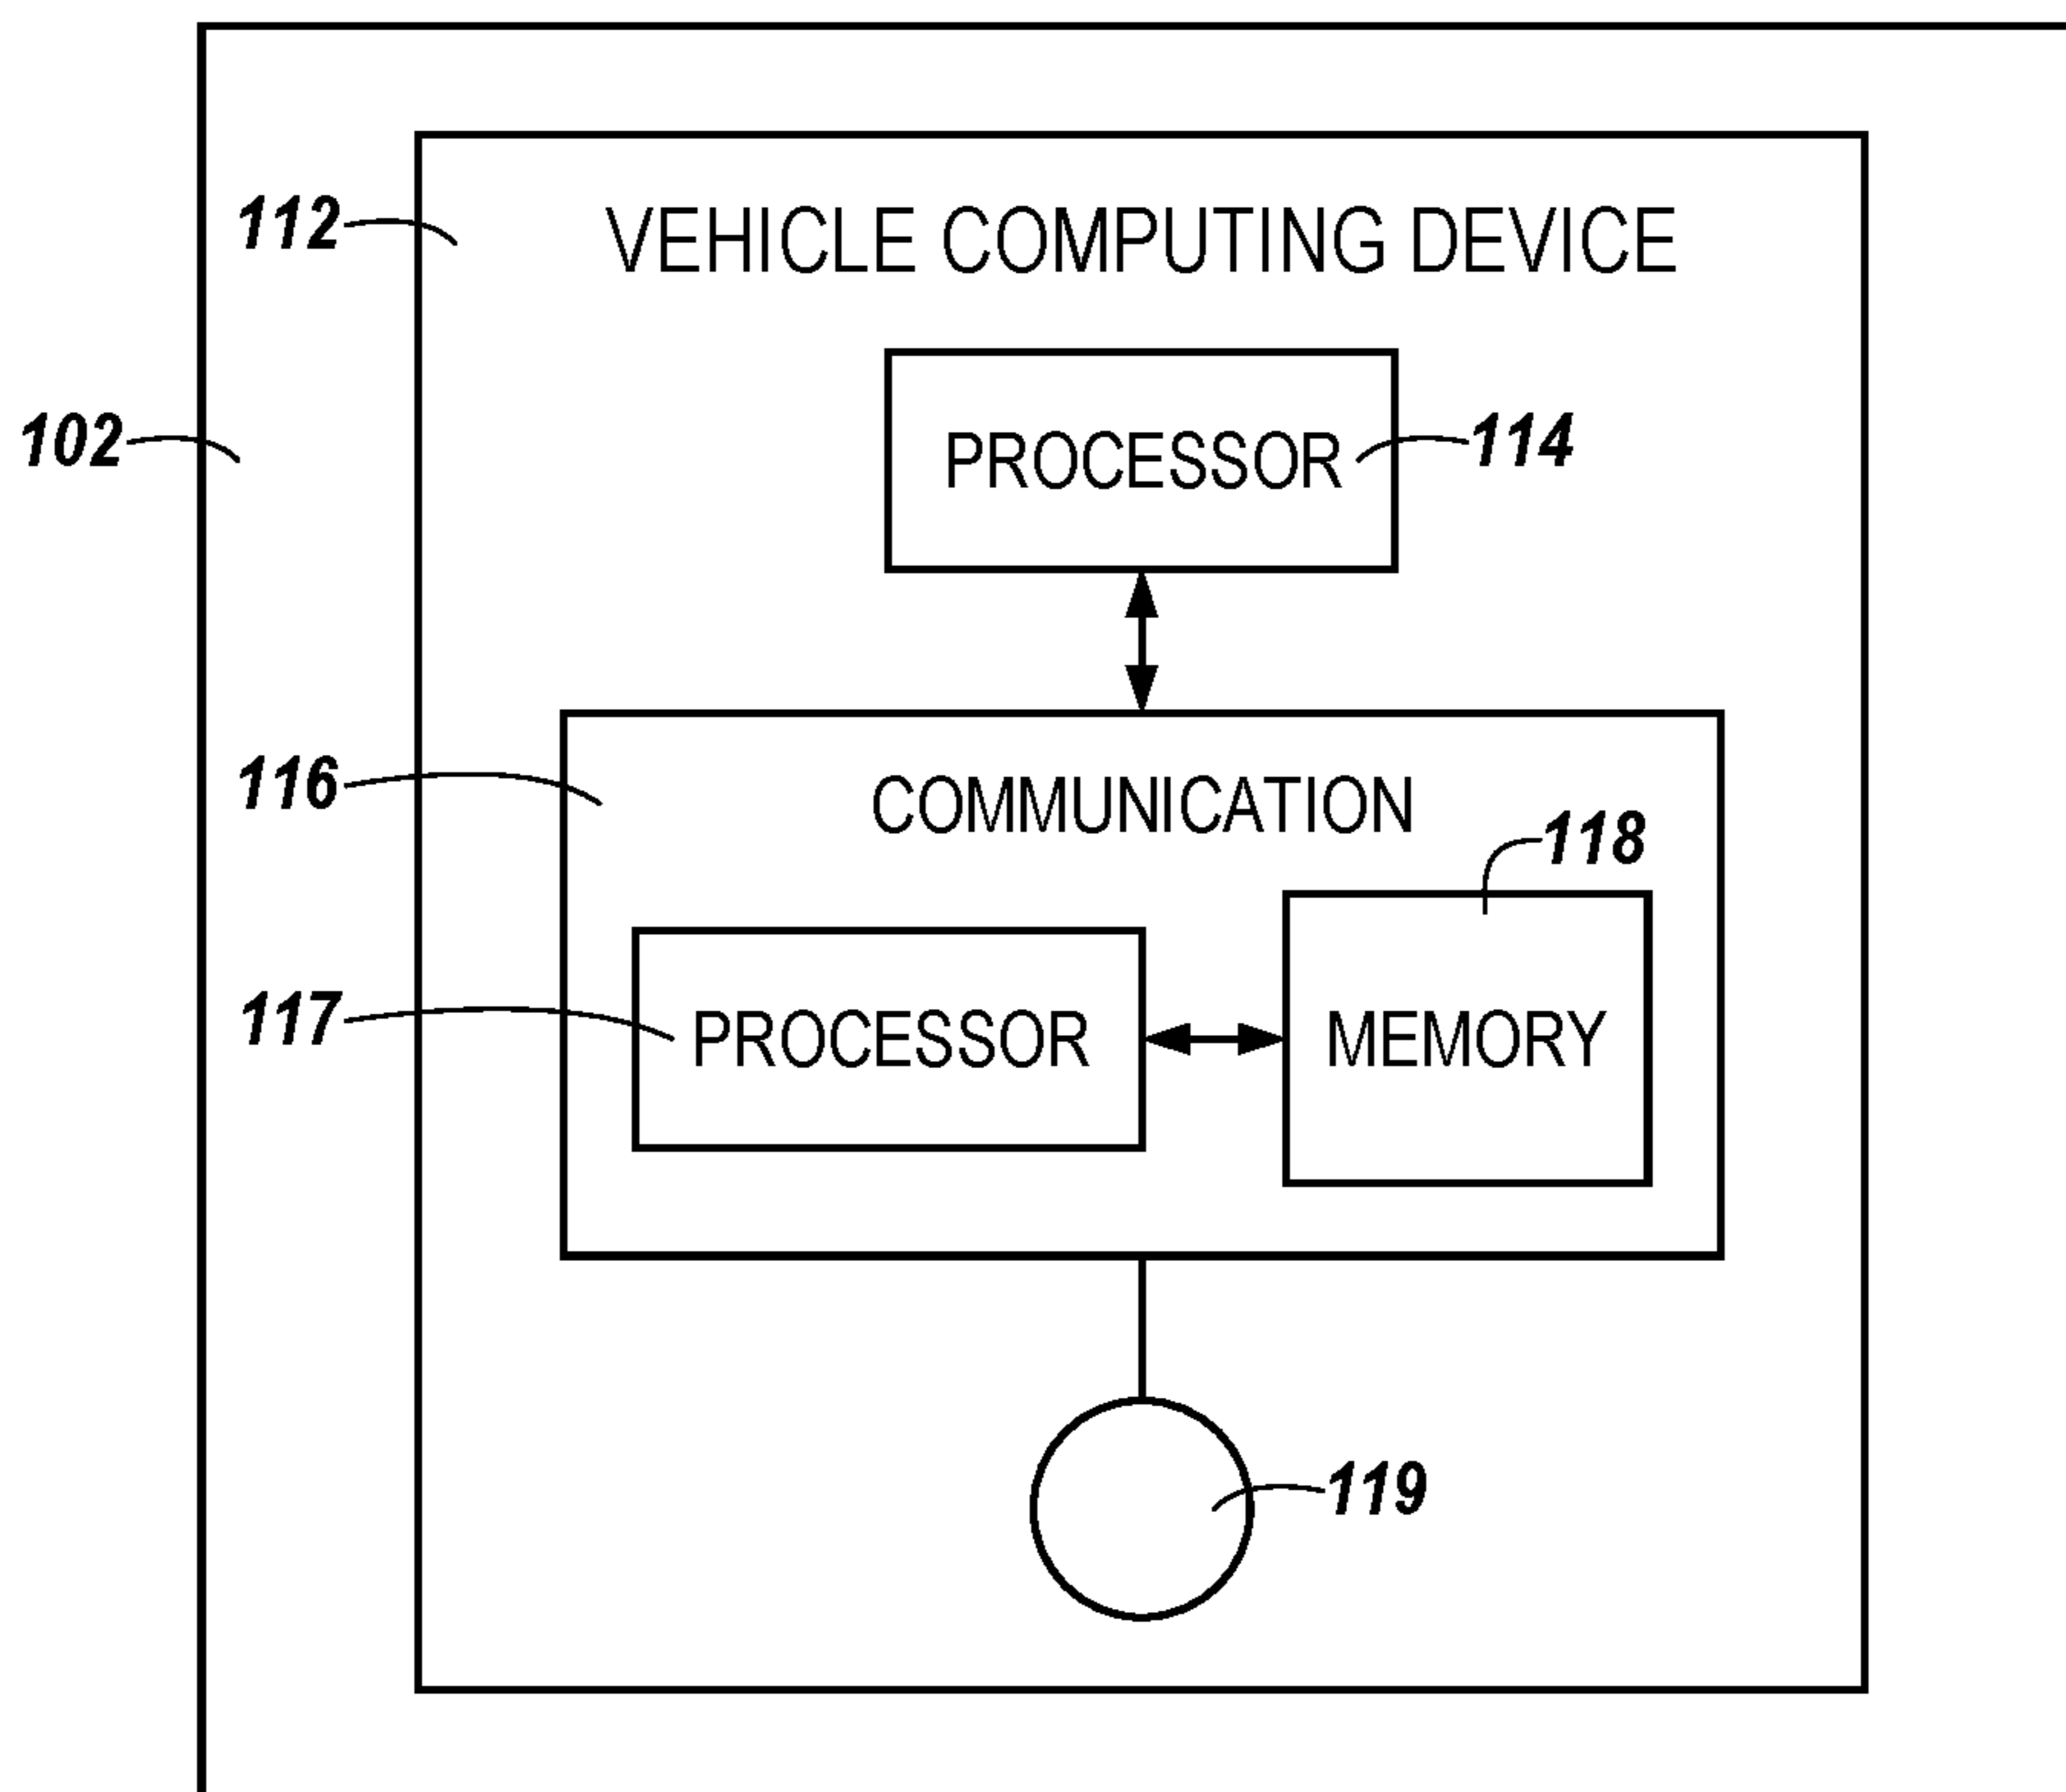 112
VEHICLE COMPUTING DEVICE
102
PROCESSOR
114
116
COMMUNICATION
118
117
PROCESSOR
MEMORY
119